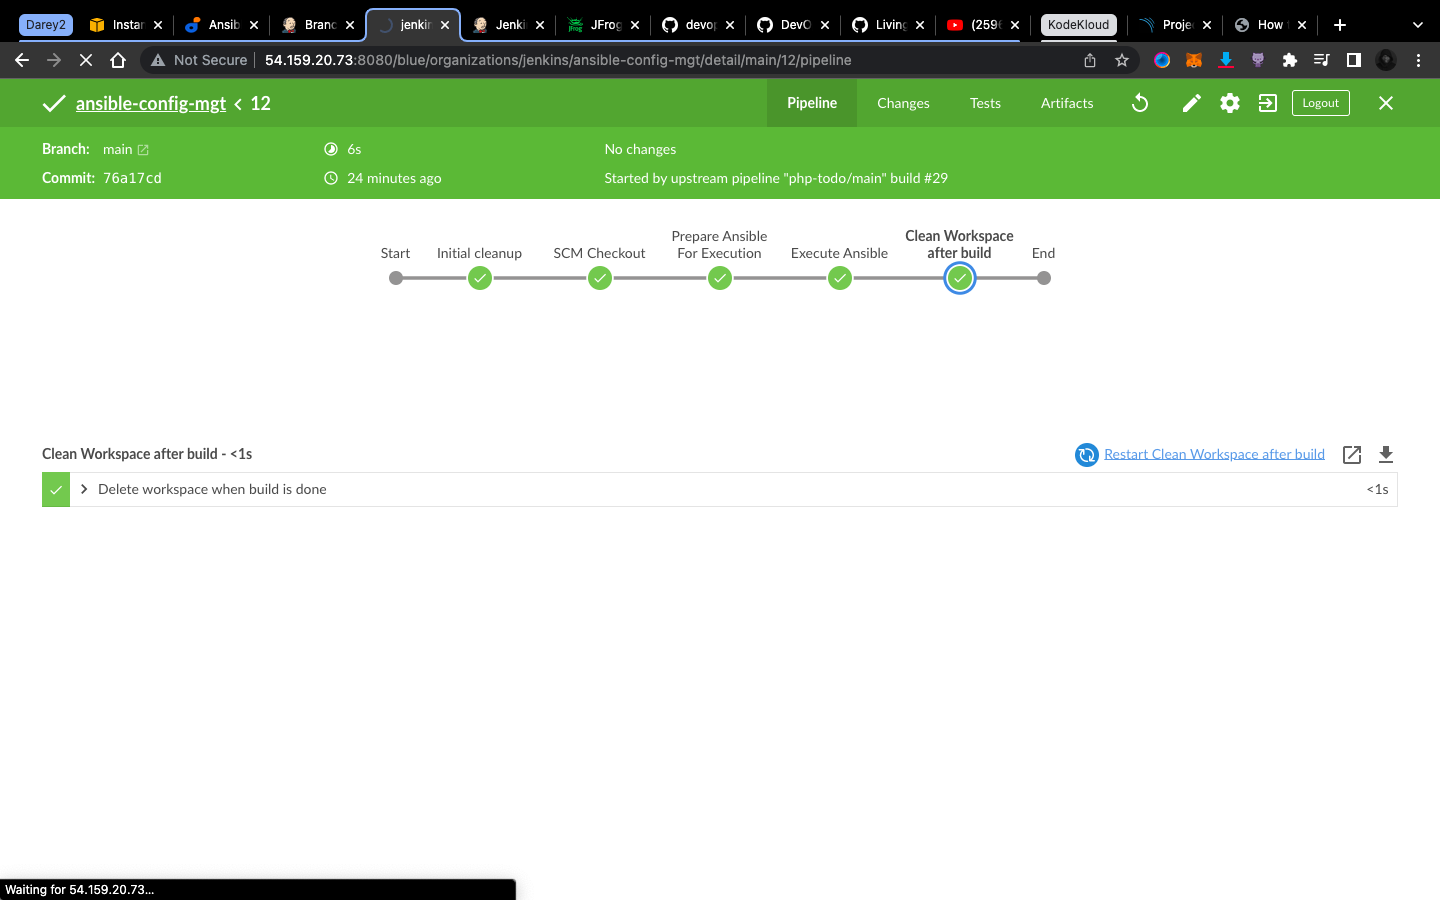 Darey2 Instar Ansib Branc jenkin Jenki JFrog devop DevO Living (2596 KodeKloud Projec How
Not Secure 54.159.20.73:8080/blue/organizations/jenkins/ansible-config-mgt/detail/main/12/pipeline
ansible-config-mgt < 12 Pipeline Changes Tests Artifacts Logout
Branch: main 6s No changes
Commit: 76a17cd 24 minutes ago Started by upstream pipeline "php-todo/main" build #29
Start Initial cleanup SCM Checkout Prepare Ansible For Execution Execute Ansible Clean Workspace after build End
Clean Workspace after build - <1s Restart Clean Workspace after build
Delete workspace when build is done <1s
Waiting for 54.159.20.73...